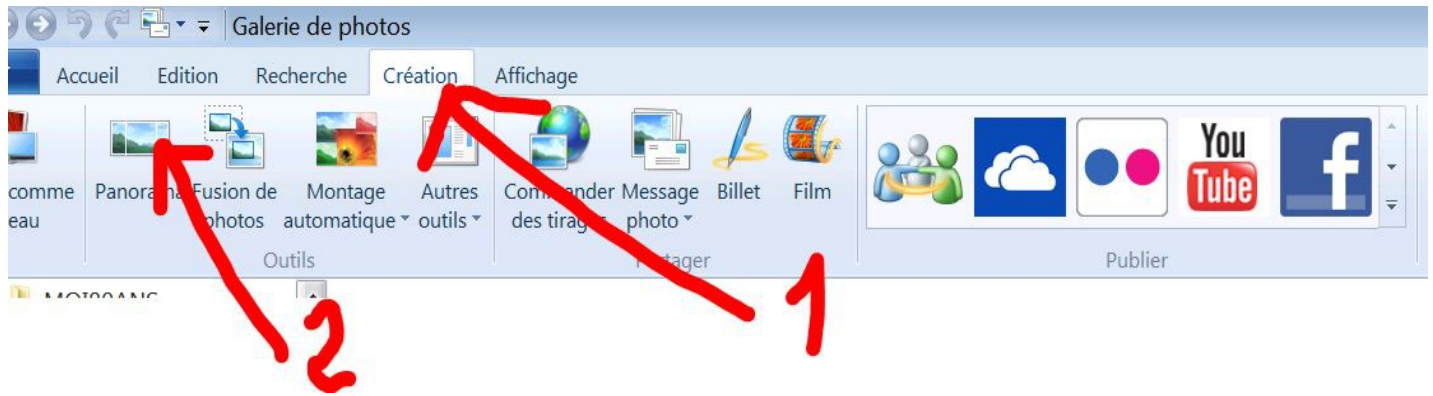 Galerie de photos
Accueil Edition Recherche Création Affichage
comme Panorama Fusion de Montage Autres Commander Message Billet Film
eau photos automatique outils des tirages photo
You
Tube
f
Outils Partager Publier
1
2